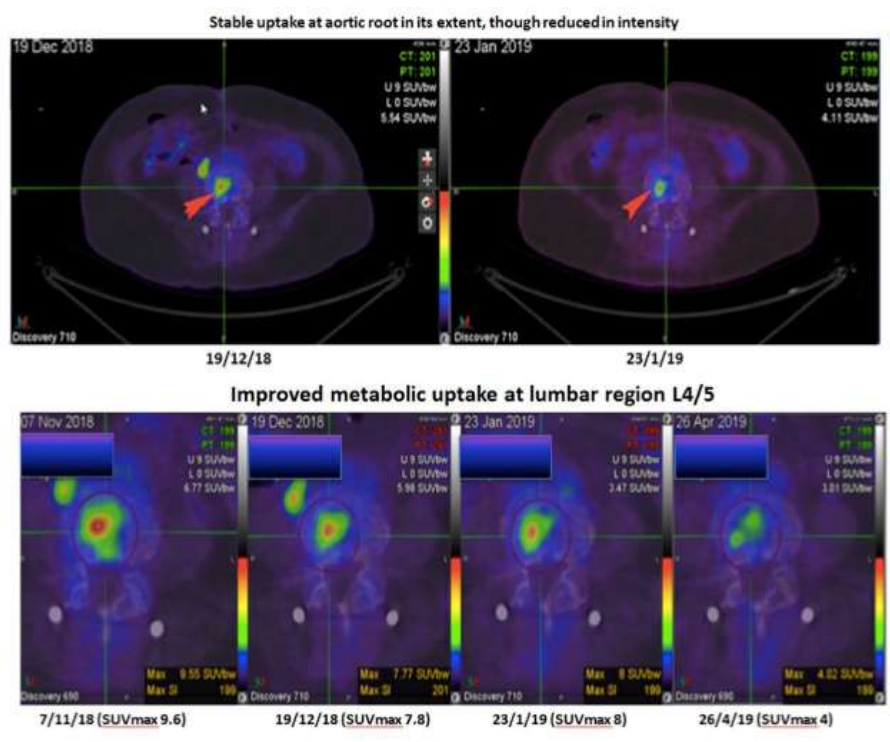 Stable uptake at aortic root in its extent, though reduced in intensity
19 Dec 2018
CT: 201
PT: 201
U 9 SUVbw
L 0 SUVbw
5.54 SUVbw
Discovery 710
23 Jan 2019
CT: 199
PT: 199
U 9 SUVbw
L 0 SUVbw
4.11 SUVbw
L
Discovery 710
19/12/18
23/1/19
Improved metabolic uptake at lumbar region L4/5
07 Nov 2018
CT: 199
PT: 199
U 9 SUVbw
L 0 SUVbw
6.77 SUVbw
Max 9.55 SUVbw
Max SI 199
Discovery 690
19 Dec 2018
U 9 SUVbw
L 0 SUVbw
5.98 SUVbw
Max 7.77 SUVbw
Max SI 201
Discovery 710
23 Jan 2019
U 9 SUVbw
L 0 SUVbw
3.47 SUVbw
Max 8 SUVbw
Max SI 199
Discovery 710
26 Apr 2019
CT: 199
PT: 199
U 9 SUVbw
L 0 SUVbw
3.01 SUVbw
Max 4.02 SUVbw
Max SI 199
Discovery 690
7/11/18 (SUVmax 9.6)
19/12/18 (SUVmax 7.8)
23/1/19 (SUVmax 8)
26/4/19 (SUVmax 4)